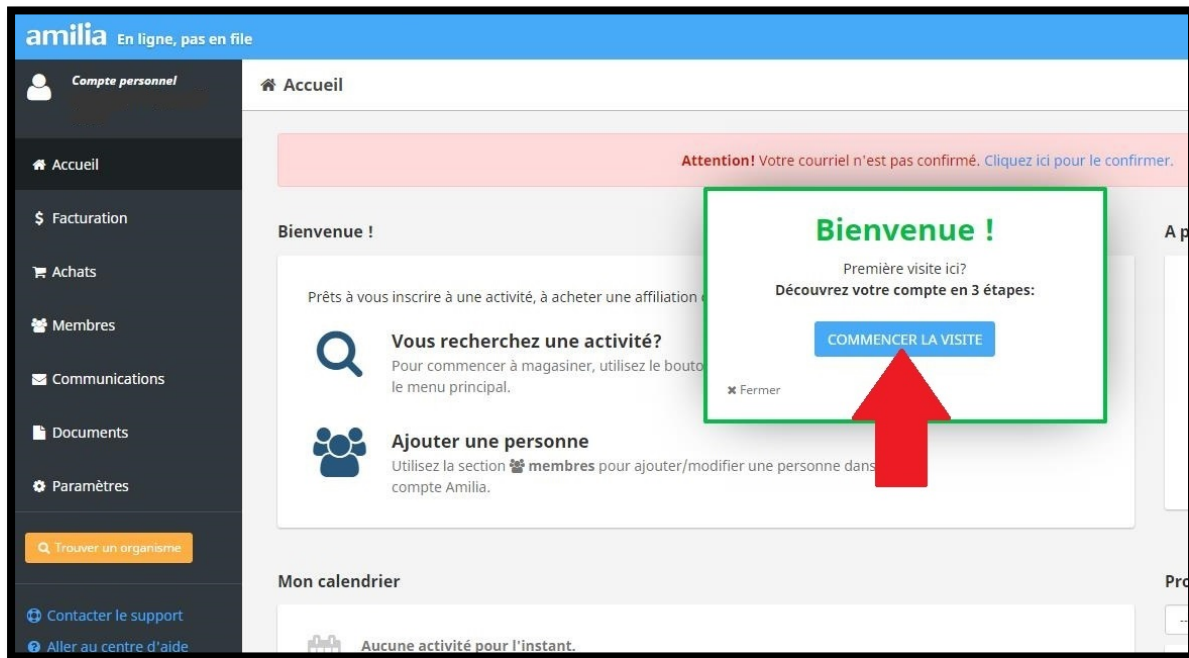 amilia En ligne, pas en file
Compte personnel
Accueil
Facturation
Achats
Membres
Communications
Documents
Paramètres
Trouver un organisme
Contacter le support
Aller au centre d'aide
Accueil
Attention! Votre courriel n'est pas confirmé. Cliquez ici pour le confirmer.
Bienvenue !
Prêts à vous inscrire à une activité, à acheter une affiliation
Vous recherchez une activité?
Pour commencer à magasiner, utilisez le
le menu principal.
Ajouter une personne
Utilisez la section membres pour ajouter/modifier une personne dans
compte Amilia.
Mon calendrier
Aucune activité pour l'instant.
Bienvenue !
Première visite ici?
Découvrez votre compte en 3 étapes:
COMMENCER LA VISITE
Fermer
A